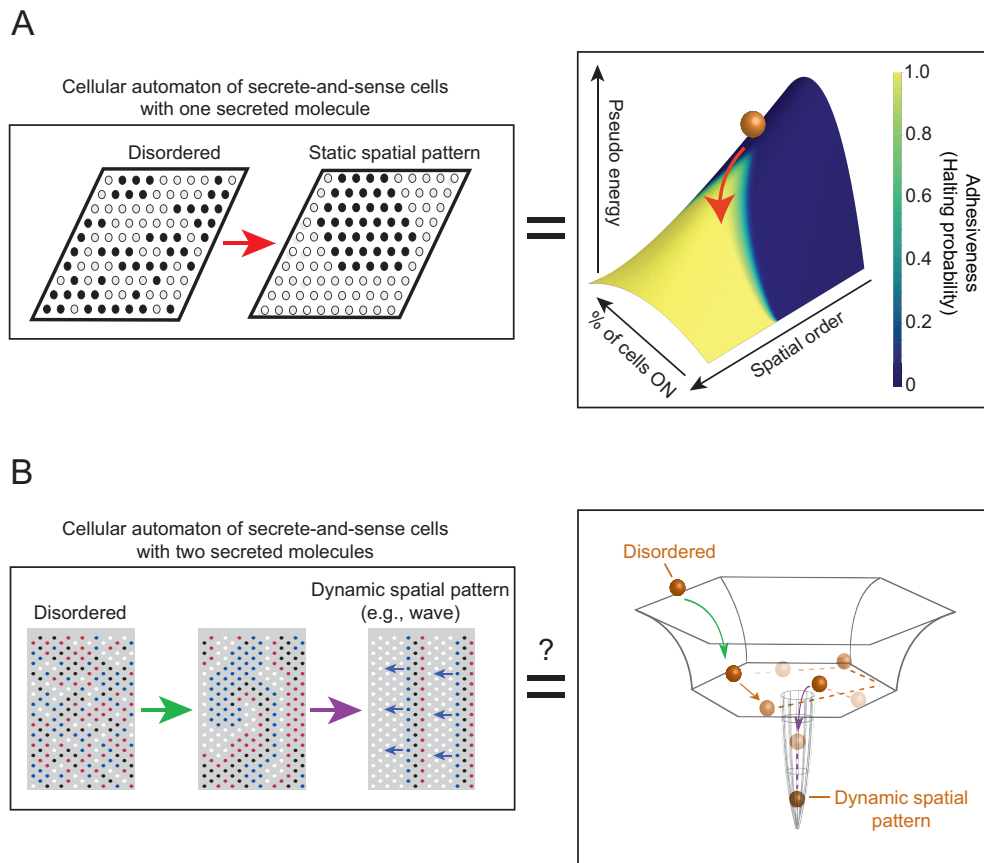 A
Cellular automaton of secrete-and-sense cells
with one secreted molecule
Disordered
Static spatial pattern
=
Pseudo energy
% of cells ON
Spatial order
1.0
0.8
0.6
0.4
0.2
0
Adhesiveness
(Halting probability)
B
Cellular automaton of secrete-and-sense cells
with two secreted molecules
Disordered
Dynamic spatial pattern
(e.g., wave)
?
=
Disordered
Dynamic spatial
pattern